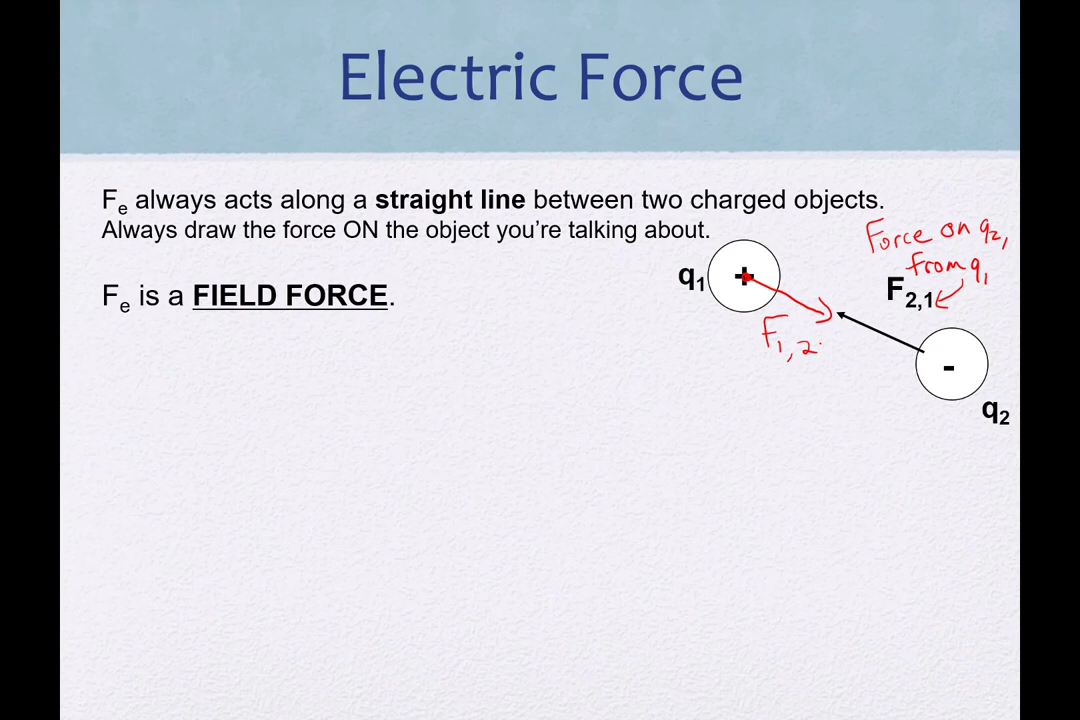 Electric Force
Fe always acts along a straight line between two charged objects.
Always draw the force ON the object you're talking about.
Force on q2,
from q1
q1
+
Fe is a FIELD FORCE.
F2,1
F1,2
-
q2